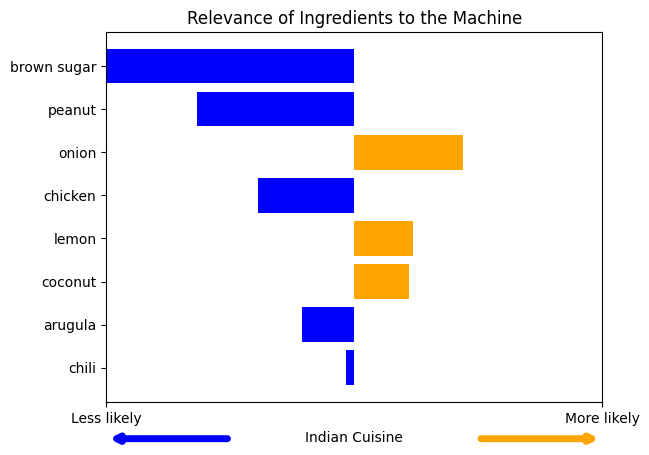 Relevance of Ingredients to the Machine
brown sugar
peanut
onion
chicken
lemon
coconut
arugula
chili
Less likely
More likely
Indian Cuisine